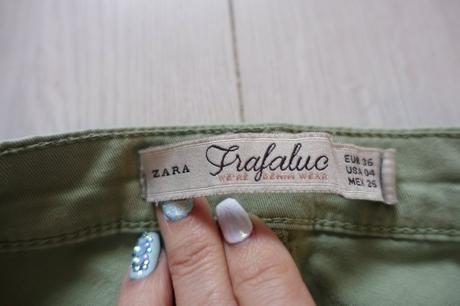 ZARA Trafaluc
WE'RE DENIM WEAR
EUR 36
USA 04
MEX 26